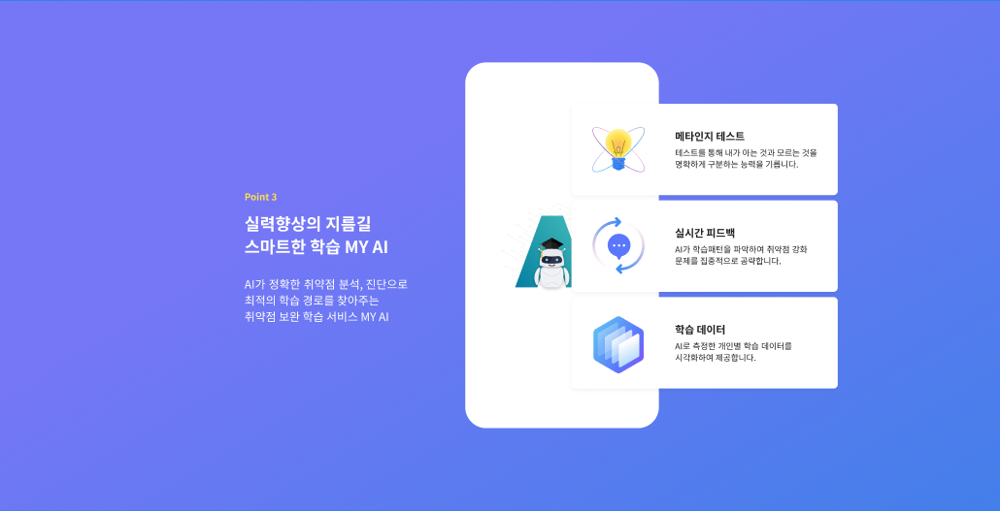 Point 3
실력향상의 지름길
스마트한 학습 MY AI
AI가 정확한 취약점 분석, 진단으로
최적의 학습 경로를 찾아주는
취약점 보완 학습 서비스 MY AI
메타인지 테스트
테스트를 통해 내가 아는 것과 모르는 것을
명확하게 구분하는 능력을 기릅니다.
실시간 피드백
AI가 학습패턴을 파악하여 취약점 강화
문제를 집중적으로 공략합니다.
학습 데이터
AI로 측정한 개인별 학습 데이터를
시각화하여 제공합니다.